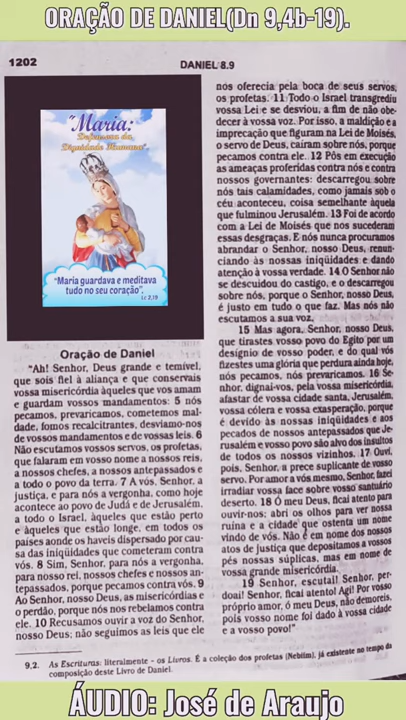 ORAÇÃO DE DANIEL(Dn 9,4b-19).
1202
DANIEL 8.9
"Maria:
Defensora da
Dignidade Humana".
"Maria guardava e meditava
tudo no seu coração",
Lc 2,19
Oração de Daniel
"Ah! Senhor, Deus grande e temível,
que sois fiel à aliança e que conservais
vossa misericórdia àqueles que vos amam
e guardam vossos mandamentos: 5 nós
pecamos, prevaricamos, cometemos mal-
dade, fomos recalcitrantes, desviamo-nos
de vossos mandamentos e de vossas leis. 6
Não escutamos vossos servos, os profetas,
que falaram em vosso nome a nossos reis,
a nossos chefes, a nossos antepassados e
a todo o povo da terra. 7 A vós, Senhor, a
justiça, e para nós a vergonha, como hoje
acontece ao povo de Judá e de Jerusalém,
a todo o Israel, àqueles que estão perto
e àqueles que estão longe, em todos os
países aonde os haveis dispersado por cau-
sa das iniqüidades que cometeram contra
vós. 8 Sim, Senhor, para nós a vergonha,
para nosso rei, nossos chefes e nossos an-
tepassados, porque pecamos contra vós. 9
Ao Senhor, nosso Deus, as misericórdias e
o perdão, porque nós nos rebelamos contra
ele. 10 Recusamos ouvir a voz do Senhor,
nosso Deus; não seguimos as leis que ele
nos oferecia pela boca de seus servos,
os profetas. 11 Todo o Israel transgrediu
vossa Lei e se desviou, a fim de não obe-
decer à vossa voz. Por isso, a maldição e a
imprecação que figuram na Lei de Moisés,
o servo de Deus, caíram sobre nós, porque
pecamos contra ele. 12 Pôs em execução
as ameaças proferidas contra nós e contra
nossos governantes: descarregou sobre
nós tais calamidades, como jamais sob o
céu aconteceu, coisa semelhante àquela
que fulminou Jerusalém. 13 Foi de acordo
com a Lei de Moisés que nos sucederam
essas desgraças. E nós nunca procuramos
abrandar o Senhor, nosso Deus, renun-
ciando às nossas iniqüidades e dando
atenção à vossa verdade. 14 O Senhor não
se descuidou do castigo, e o descarregou
sobre nós, porque o Senhor, nosso Deus,
é justo em tudo o que faz. Mas nós não
escutamos a sua voz.
15 Mas agora, Senhor, nosso Deus,
que tirastes vosso povo do Egito por um
desígnio de vosso poder, e do qual vós
fizestes uma glória que perdura ainda hoje,
nós pecamos, nós prevaricamos. 16 Se-
nhor, dignai-vos, pela vossa misericórdia,
afastar de vossa cidade santa, Jerusalém,
vossa cólera e vossa exasperação, porque
é devido às nossas iniqüidades e aos
pecados de nossos antepassados que Je-
rusalém e vosso povo são alvo dos insultos
de todos os nossos vizinhos. 17 Ouvi,
pois, Senhor, a prece suplicante de vosso
servo. Por amor a vós mesmo, Senhor, fazei
irradiar vossa face sobre vosso santuário
deserto. 18 Ó meu Deus, ficai atento para
ouvir-nos: abri os olhos para ver nossa
ruína e a cidade que ostenta um nome
vindo de vós. Não é em nome dos nossos
atos de justiça que depositamos a vossos
pés nossas súplicas, mas em nome de
vossa grande misericórdia.
19 Senhor, escutai! Senhor, per-
doai! Senhor, ficai atento! Agi! Por vosso
próprio amor, ó meu Deus, não demoreis,
pois vosso nome foi dado à vossa cidade
e a vosso povo!"
9,2. As Escrituras: literalmente - os Livros. É a coleção dos profetas (Nebiîm), já existente no tempo da
composição deste Livro de Daniel.
ÁUDIO: José de Araujo